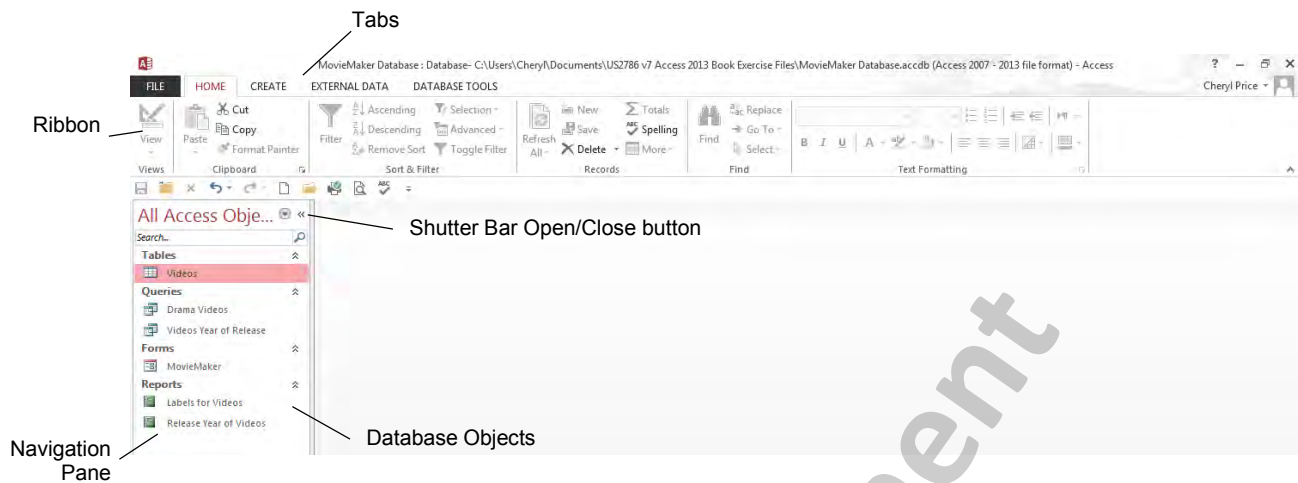 Tabs
MovieMaker Database : Database- C:\Users\Cheryl\Documents\US2786 v7 Access 2013 Book Exercise Files\MovieMaker Database.accdb (Access 2007 - 2013 file format) - Access
?
FILE HOME CREATE EXTERNAL DATA DATABASE TOOLS Cheryl Price
Ribbon
View
Paste
Cut
Copy
Format Painter
Filter
Ascending
Descending
Remove Sort
Selection
Advanced
Toggle Filter
Refresh
All
New
Save
Delete
Totals
Spelling
More
Find
Replace
Go To
Select
B I U A
Views Clipboard Sort & Filter Records Find Text Formatting
All Access Obje...
Shutter Bar Open/Close button
Search...
Tables
Videos
Queries
Drama Videos
Videos Year of Release
Forms
MovieMaker
Reports
Labels for Videos
Release Year of Videos
Database Objects
Navigation
Pane